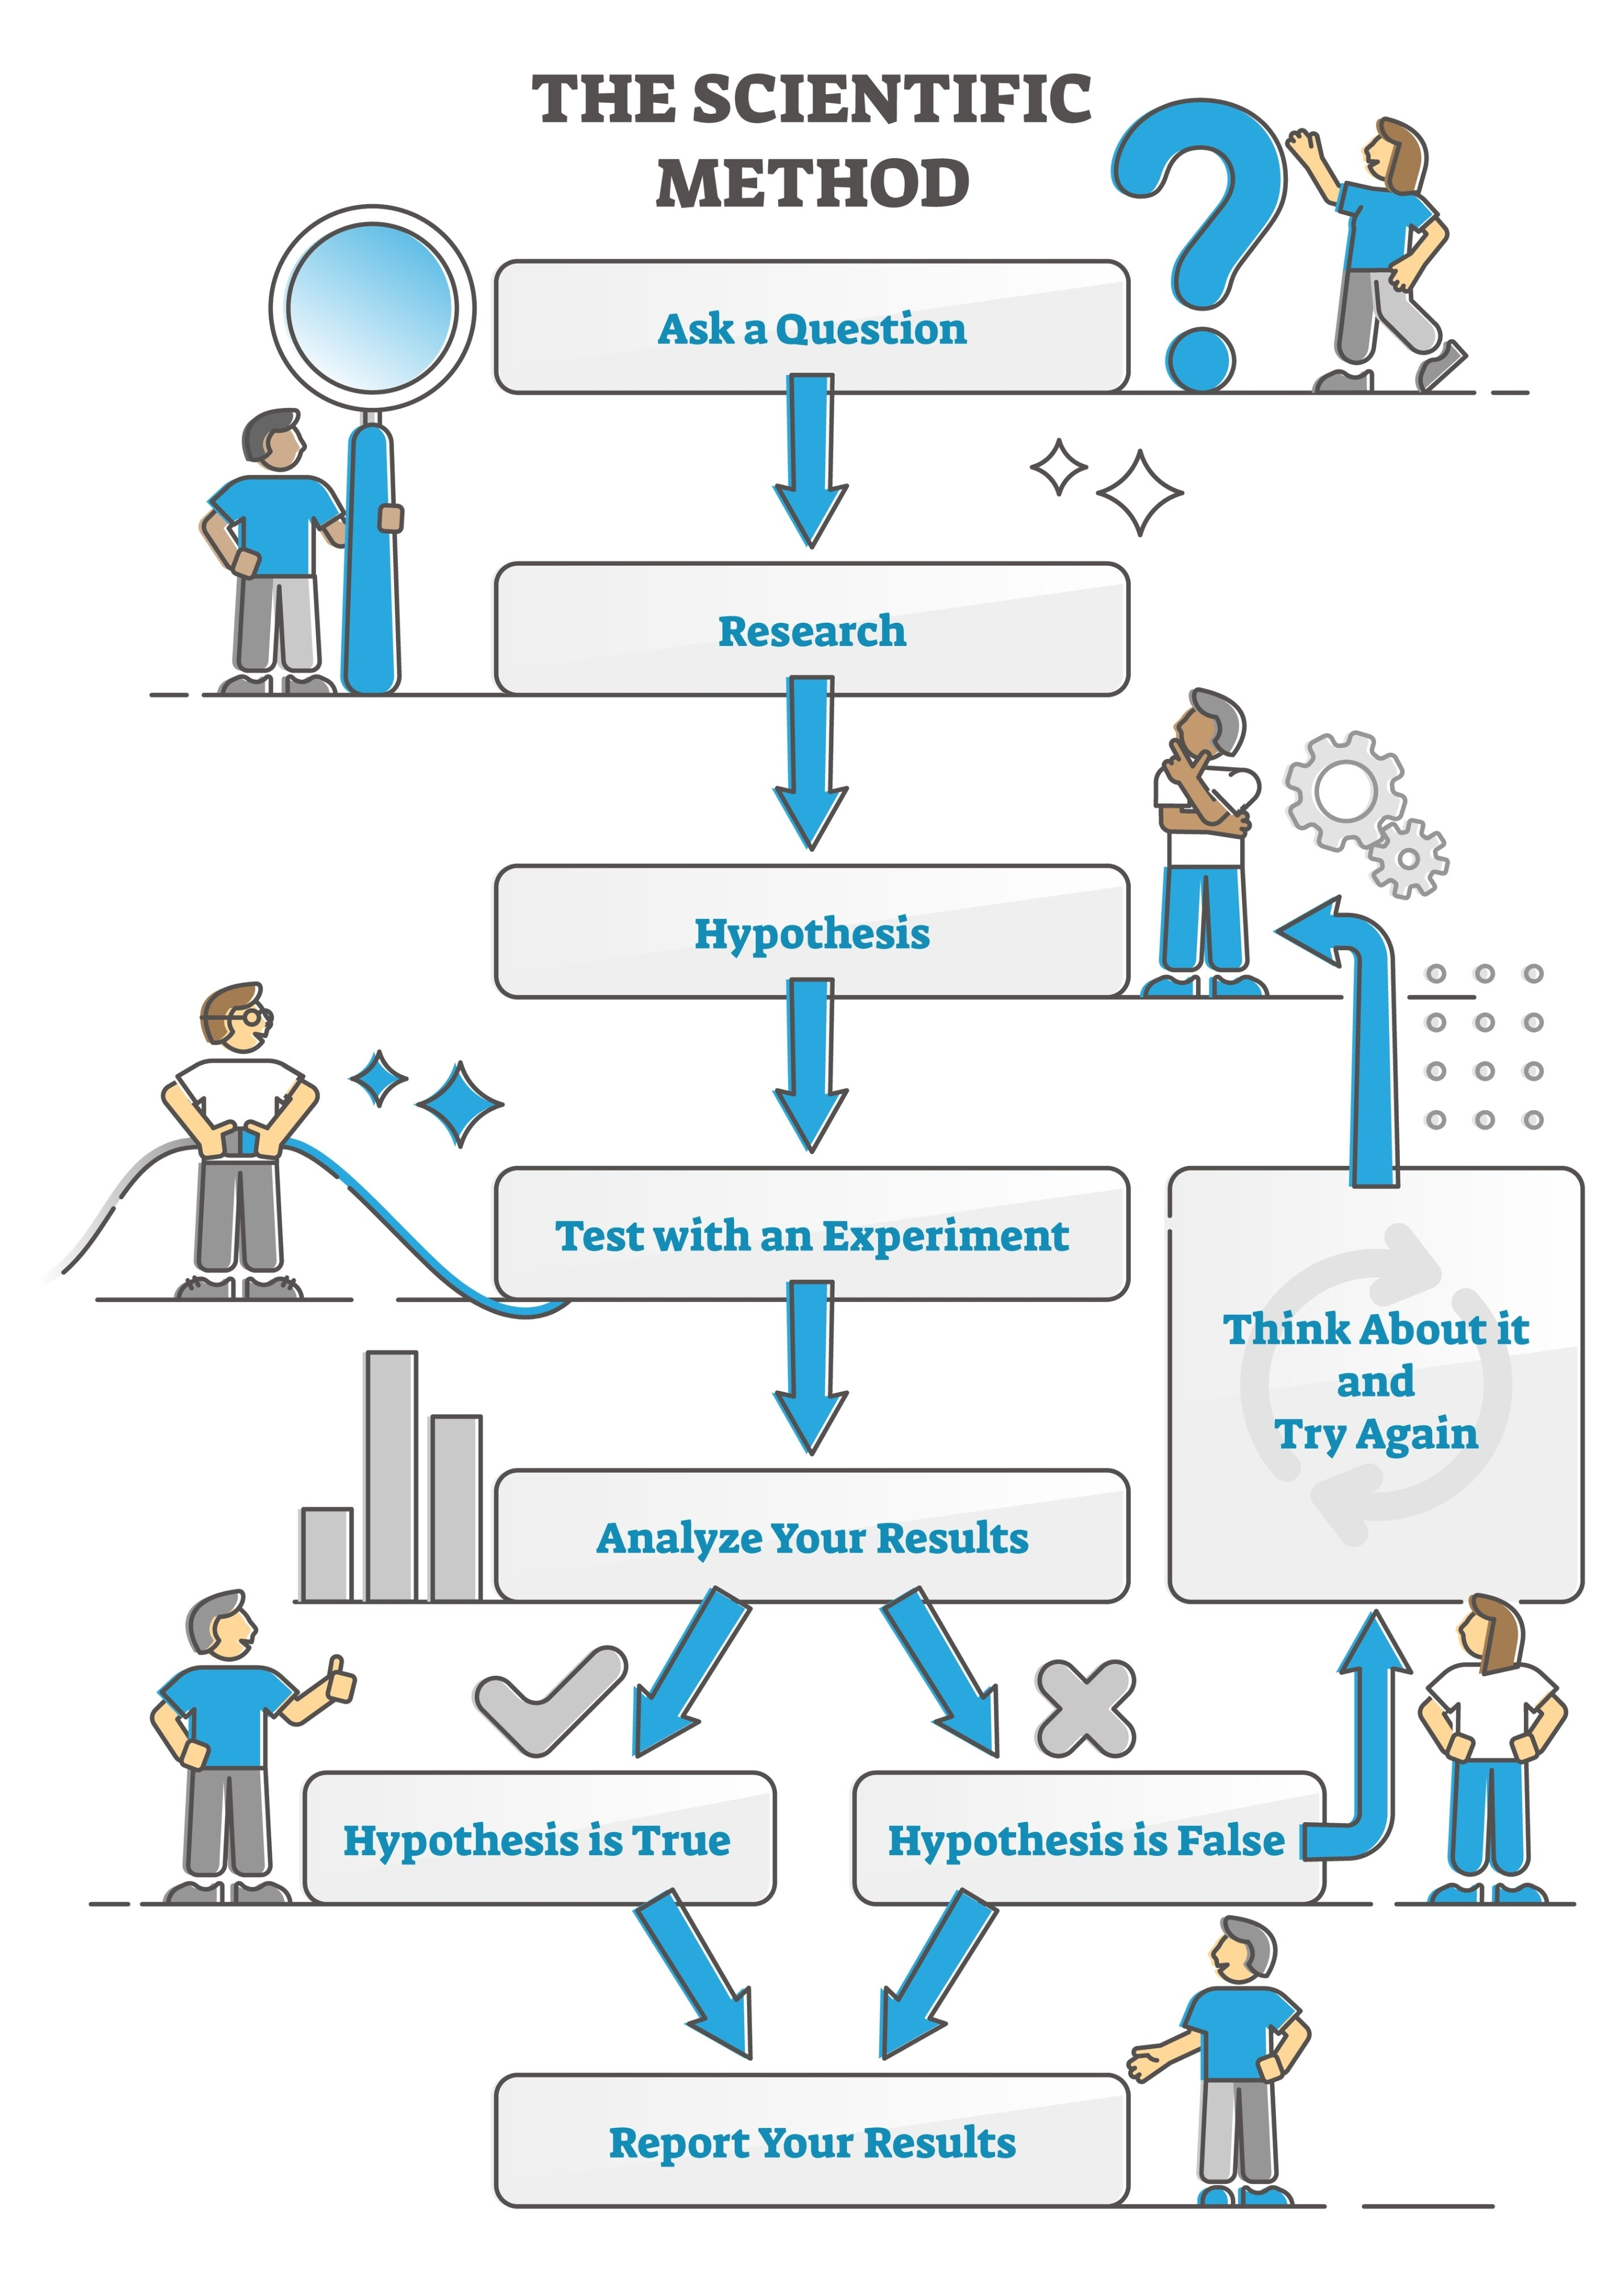 THE SCIENTIFIC
METHOD
Ask a Question
Research
Hypothesis
Test with an Experiment
Think About it
and
Try Again
Analyze Your Results
Hypothesis is True
Hypothesis is False
Report Your Results